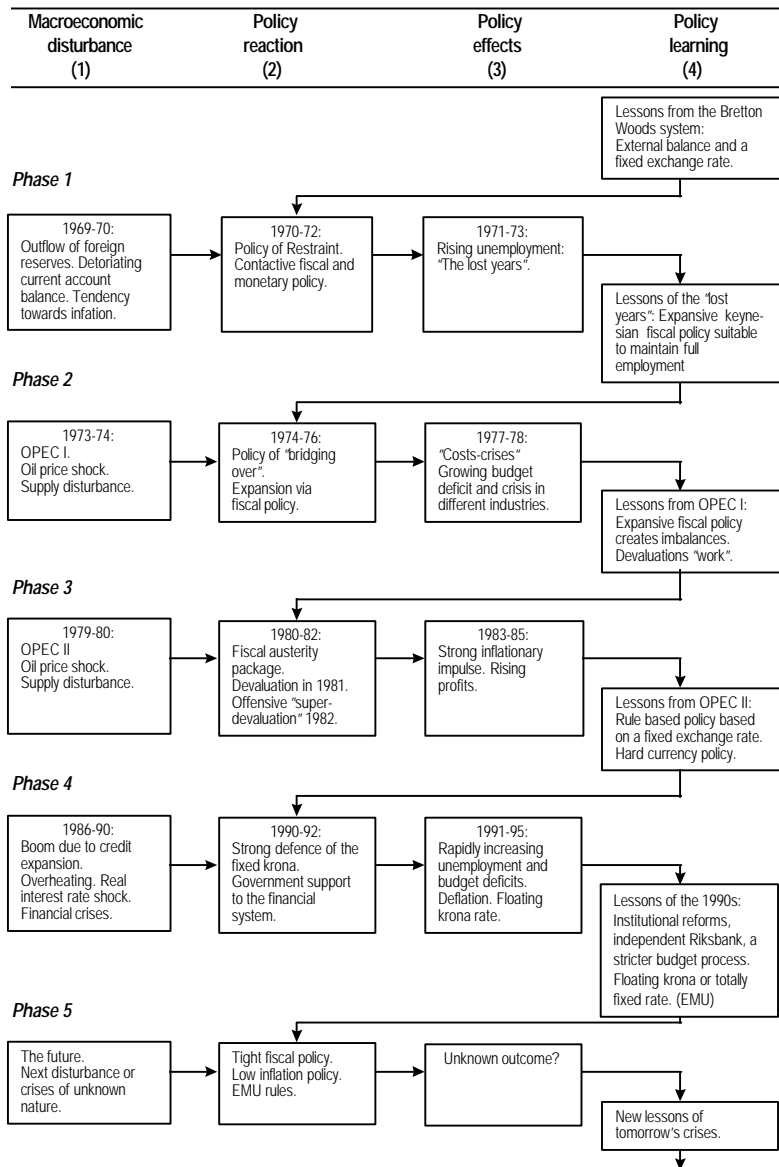 Macroeconomic
disturbance
(1)
Policy
reaction
(2)
Policy
effects
(3)
Policy
learning
(4)
Lessons from the Bretton
Woods system:
External balance and a
fixed exchange rate.
Phase 1
1969-70:
Outflow of foreign
reserves. Detoriating
current account
balance. Tendency
towards infation.
1970-72:
Policy of Restraint.
Contactive fiscal and
monetary policy.
1971-73:
Rising unemployment:
"The lost years".
Lessons of the "lost
years": Expansive keyne-
sian fiscal policy suitable
to maintain full
employment
Phase 2
1973-74:
OPEC I.
Oil price shock.
Supply disturbance.
1974-76:
Policy of "bridging
over".
Expansion via
fiscal policy.
1977-78:
"Costs-crises"
Growing budget
deficit and crisis in
different industries.
Lessons from OPEC I:
Expansive fiscal policy
creates imbalances.
Devaluations "work".
Phase 3
1979-80:
OPEC II
Oil price shock.
Supply disturbance.
1980-82:
Fiscal austerity
package.
Devaluation in 1981.
Offensive "super-
devaluation" 1982.
1983-85:
Strong inflationary
impulse. Rising
profits.
Lessons from OPEC II:
Rule based policy based
on a fixed exchange rate.
Hard currency policy.
Phase 4
1986-90:
Boom due to credit
expansion.
Overheating. Real
interest rate shock.
Financial crises.
1990-92:
Strong defence of the
fixed krona.
Government support
to the financial
system.
1991-95:
Rapidly increasing
unemployment and
budget deficits.
Deflation. Floating
krona rate.
Lessons of the 1990s:
Institutional reforms,
independent Riksbank, a
stricter budget process.
Floating krona or totally
fixed rate. (EMU)
Phase 5
The future.
Next disturbance or
crises of unknown
nature.
Tight fiscal policy.
Low inflation policy.
EMU rules.
Unknown outcome?
New lessons of
tomorrow's crises.